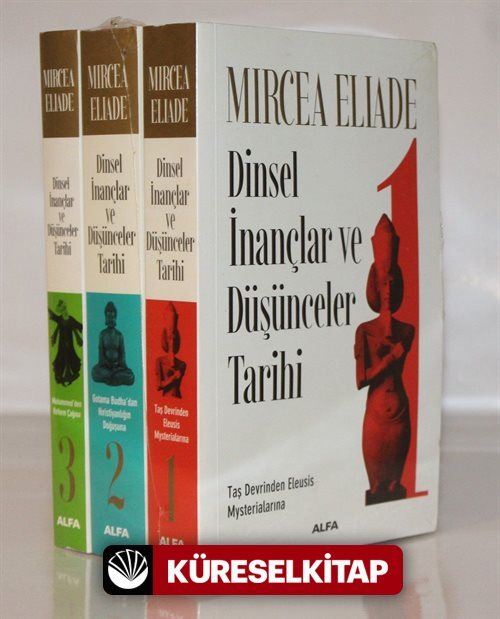 MIRCEA
ELIADE
Dinsel
İnançlar
ve
Düşünceler
Tarihi
Muhammed'den
Reform Çağına
3
ALFA
MIRCEA
ELIADE
Dinsel
İnançlar
ve
Düşünceler
Tarihi
Gotama Budha'dan
Hıristiyanlığın
Doğuşuna
2
ALFA
MIRCEA
ELIADE
Dinsel
İnançlar
ve
Düşünceler
Tarihi
Taş Devrinden
Eleusis
Mysterialarına
1
ALFA
MIRCEA ELIADE
Dinsel
İnançlar ve
Düşünceler
Tarihi
1
Taş Devrinden Eleusis
Mysterialarına
ALFA
KÜRESELKİTAP